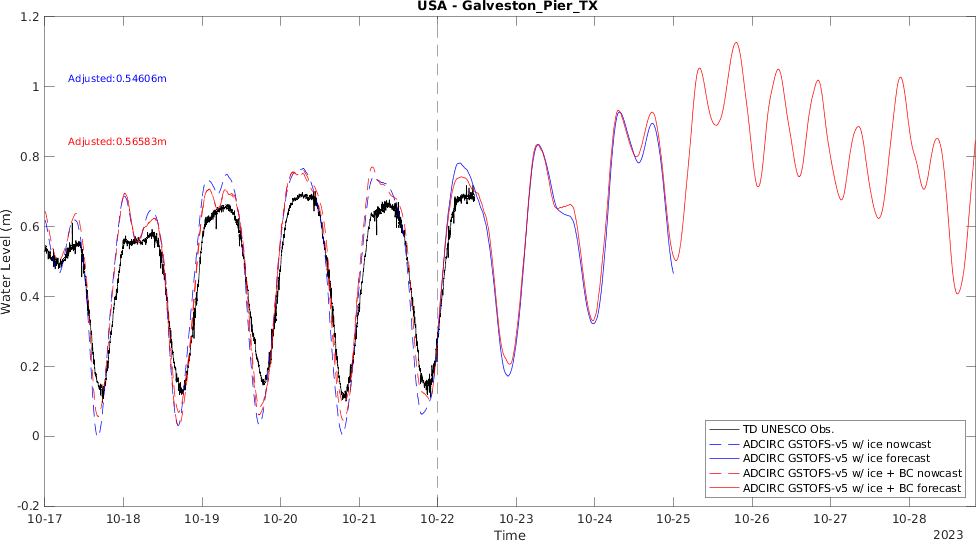 USA - Galveston_Pier_TX
1.2
1
0.8
0.6
0.4
0.2
0
-0.2
Water Level (m)
Adjusted:0.54606m
Adjusted:0.56583m
TD UNESCO Obs.
ADCIRC GSTOFS-v5 w/ ice nowcast
ADCIRC GSTOFS-v5 w/ ice forecast
ADCIRC GSTOFS-v5 w/ ice + BC nowcast
ADCIRC GSTOFS-v5 w/ ice + BC forecast
10-17 10-18 10-19 10-20 10-21 10-22 10-23 10-24 10-25 10-26 10-27 10-28
Time
2023